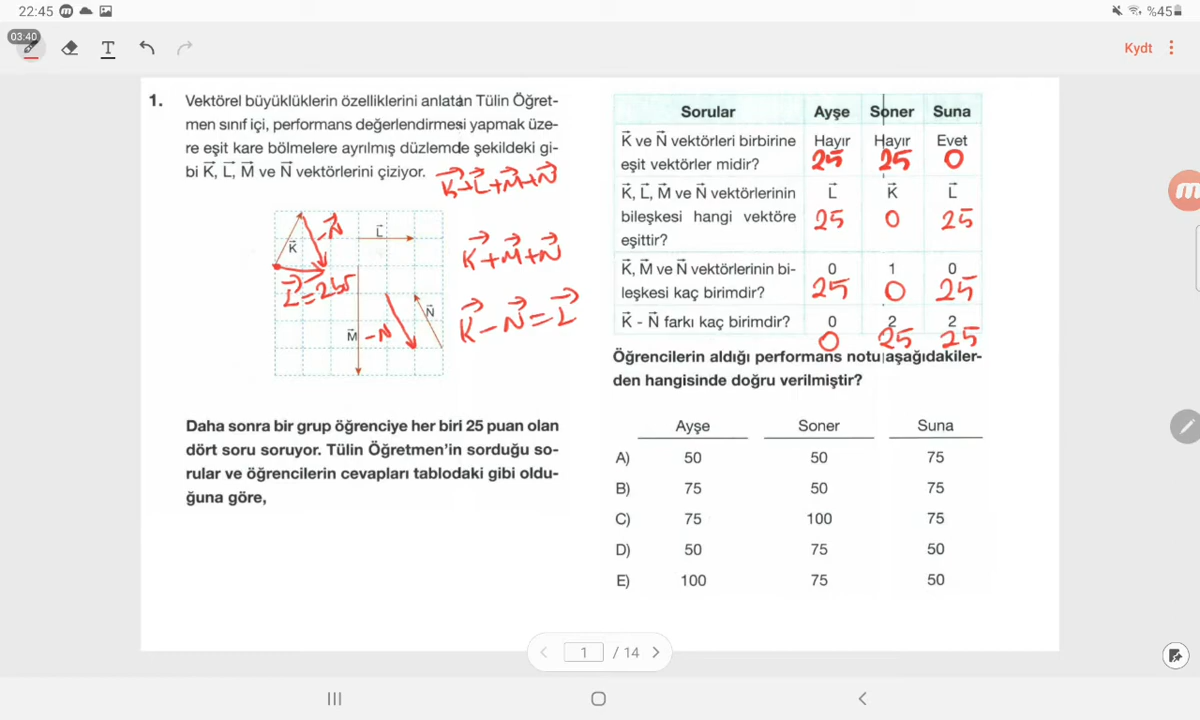 22:45
%45
03.40
T
Kydt
1. Vektörel büyüklüklerin özelliklerini anlatan Tülin Öğret-
men sınıf içi, performans değerlendirmesi yapmak üze-
re eşit kare bölmelere ayrılmış düzlemde şekildeki gi-
bi K⃗, L⃗, M⃗ ve N⃗ vektörlerini çiziyor.
K⃗+L⃗+M⃗+N⃗
K⃗+M⃗+N⃗
K⃗-N⃗=L⃗
K⃗
-N⃗
L⃗
L⃗=2br
M⃗
-N
N⃗
Daha sonra bir grup öğrenciye her biri 25 puan olan
dört soru soruyor. Tülin Öğretmen'in sorduğu so-
rular ve öğrencilerin cevapları tablodaki gibi oldu-
ğuna göre,
Sorular Ayşe Soner Suna
K⃗ ve N⃗ vektörleri birbirine Hayır Hayır Evet
eşit vektörler midir? 25 25 0
K⃗, L⃗, M⃗ ve N⃗ vektörlerinin L⃗ K⃗ L⃗
bileşkesi hangi vektöre 25 0 25
eşittir?
K⃗, M⃗ ve N⃗ vektörlerinin bi- 0 1 0
leşkesi kaç birimdir? 25 0 25
K⃗ - N⃗ farkı kaç birimdir? 0 2 2
0 25 25
Öğrencilerin aldığı performans notu aşağıdakiler-
den hangisinde doğru verilmiştir?
Ayşe Soner Suna
A) 50 50 75
B) 75 50 75
C) 75 100 75
D) 50 75 50
E) 100 75 50
1 / 14